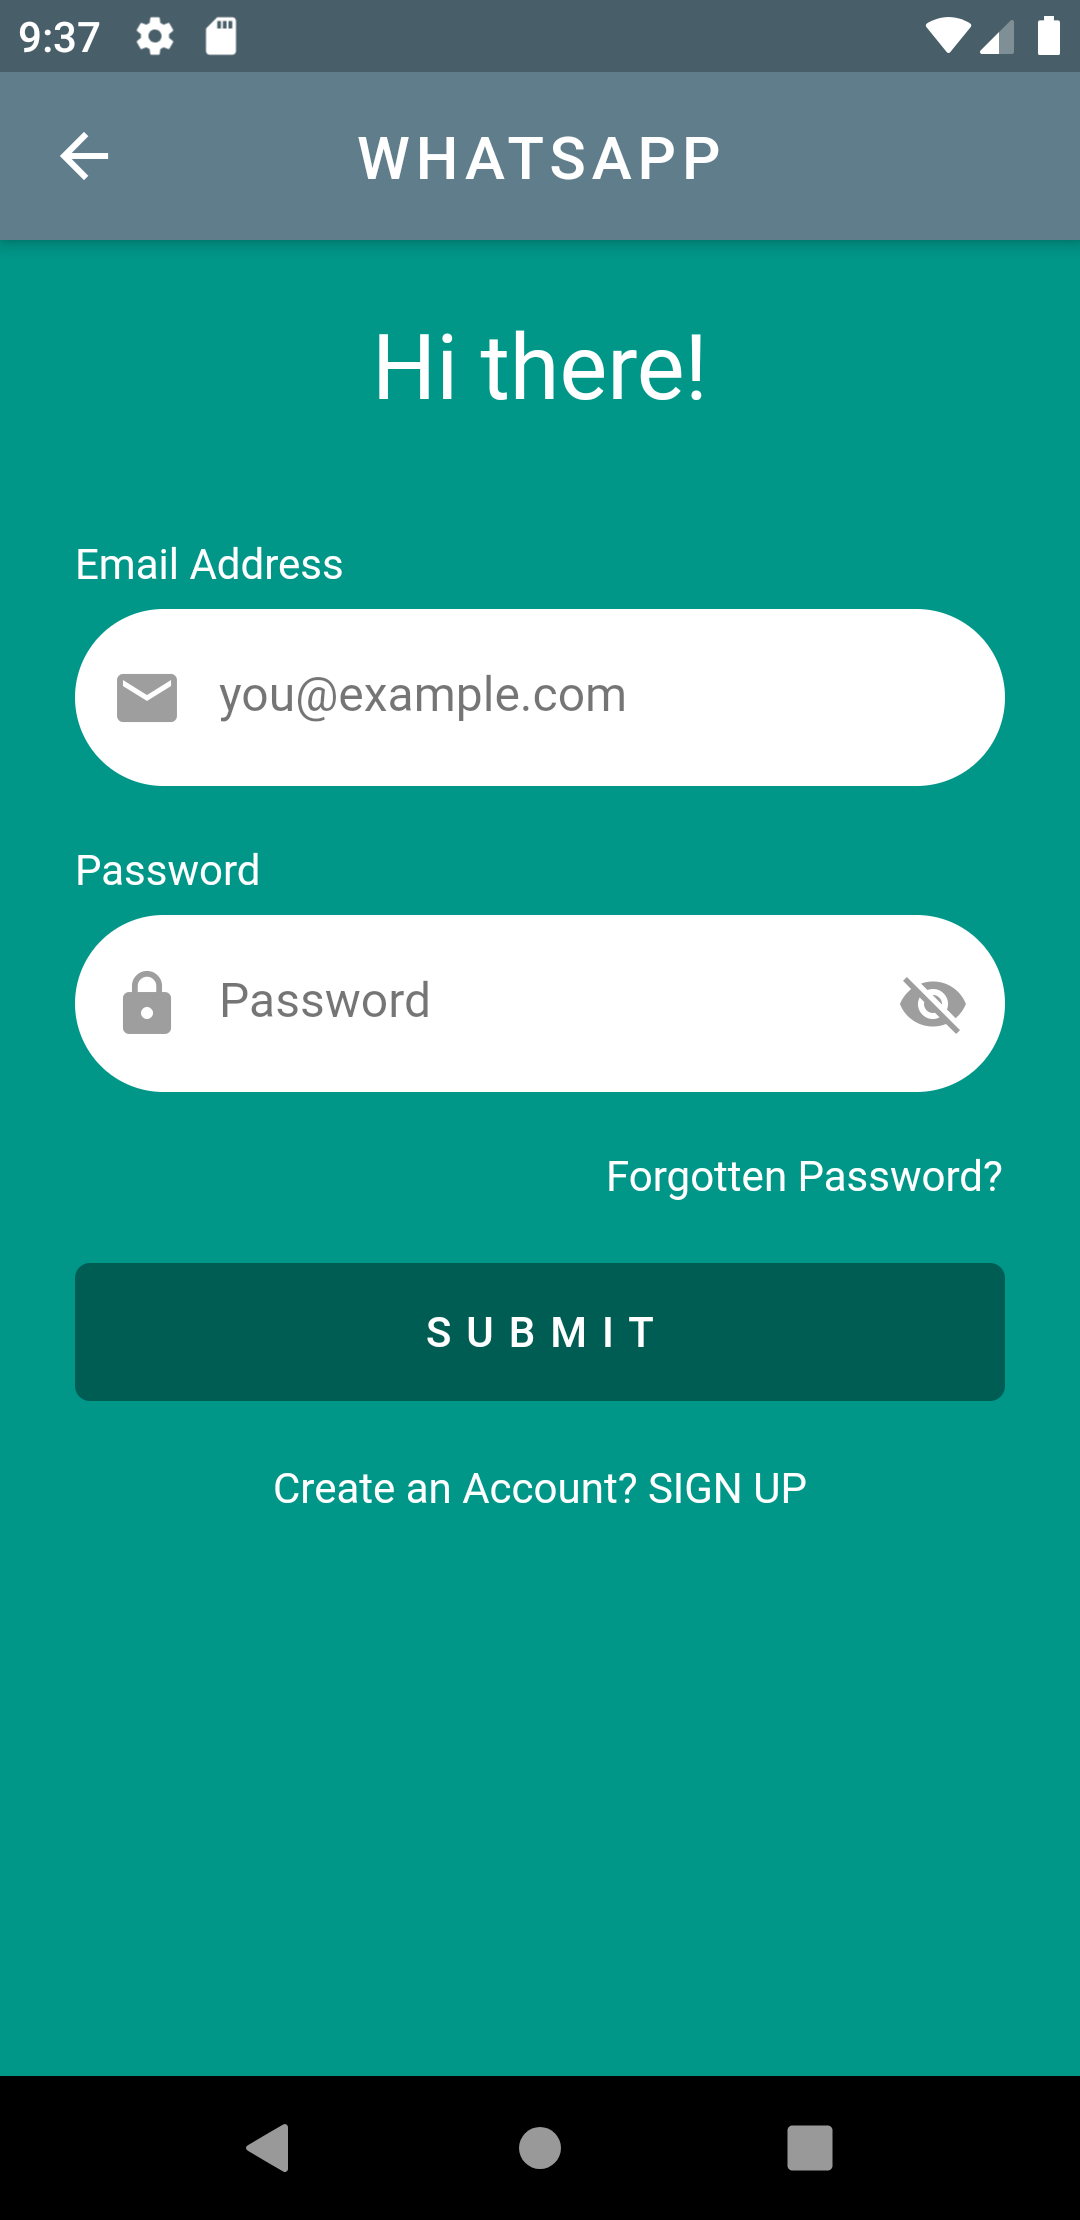 9:37
WHATSAPP
Hi there!
Email Address
you@example.com
Password
Password
Forgotten Password?
SUBMIT
Create an Account? SIGN UP